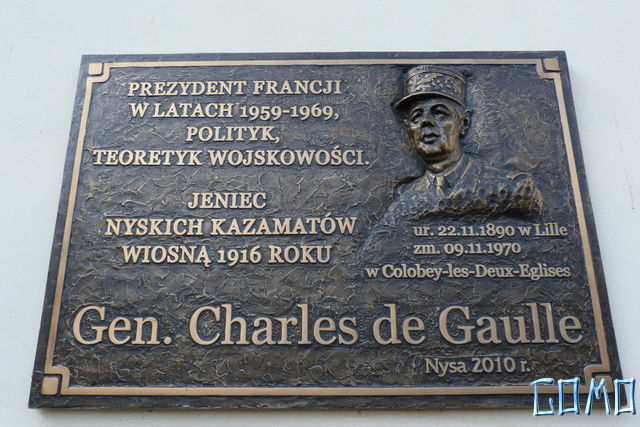 PREZYDENT FRANCJI
W LATACH 1959-1969,
POLITYK,
TEORETYK WOJSKOWOŚCI.
JENIEC
NYSKICH KAZAMATÓW
WIOSNĄ 1916 ROKU
ur. 22.11.1890 w Lille
zm. 09.11.1970
w Colobey-les-Deux-Eglises
Gen. Charles de Gaulle
Nysa 2010 r.
COMO